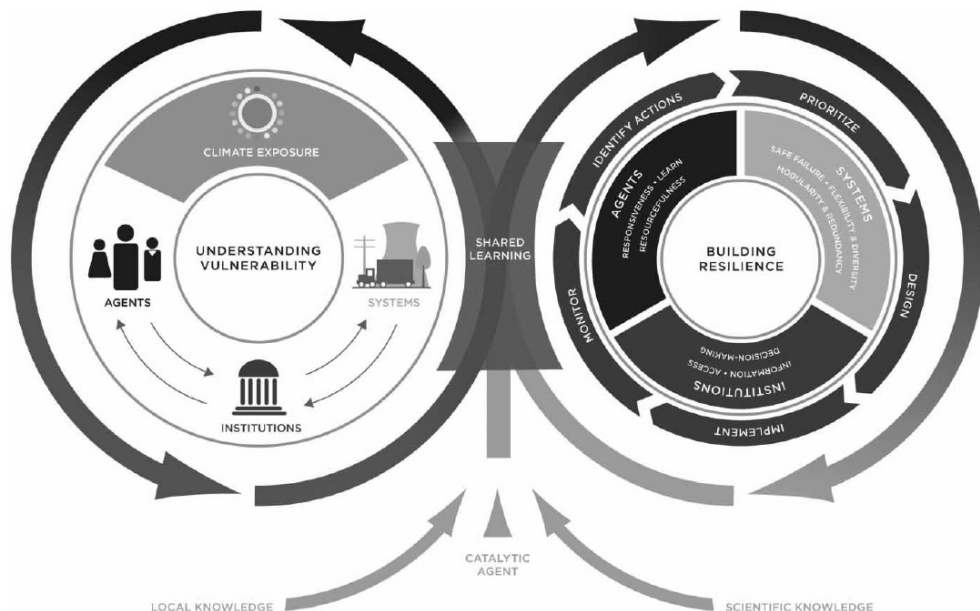 CLIMATE EXPOSURE
UNDERSTANDING
VULNERABILITY
AGENTS
SYSTEMS
INSTITUTIONS
SHARED
LEARNING
IDENTIFY ACTIONS
PRIORITIZE
DESIGN
IMPLEMENT
MONITOR
AGENTS
RESPONSIVENESS • LEARN
RESOURCEFULNESS
SYSTEMS
SAFE FAILURE • FLEXIBILITY & DIVERSITY
MODULARITY & REDUNDANCY
BUILDING
RESILIENCE
INSTITUTIONS
INFORMATION • ACCESS
DECISION-MAKING
CATALYTIC
AGENT
LOCAL KNOWLEDGE
SCIENTIFIC KNOWLEDGE